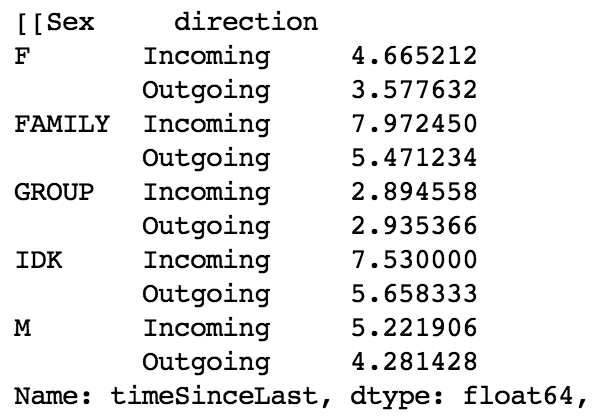 [[Sex     direction
F       Incoming     4.665212
        Outgoing     3.577632
FAMILY  Incoming     7.972450
        Outgoing     5.471234
GROUP   Incoming     2.894558
        Outgoing     2.935366
IDK     Incoming     7.530000
        Outgoing     5.658333
M       Incoming     5.221906
        Outgoing     4.281428
Name: timeSinceLast, dtype: float64,